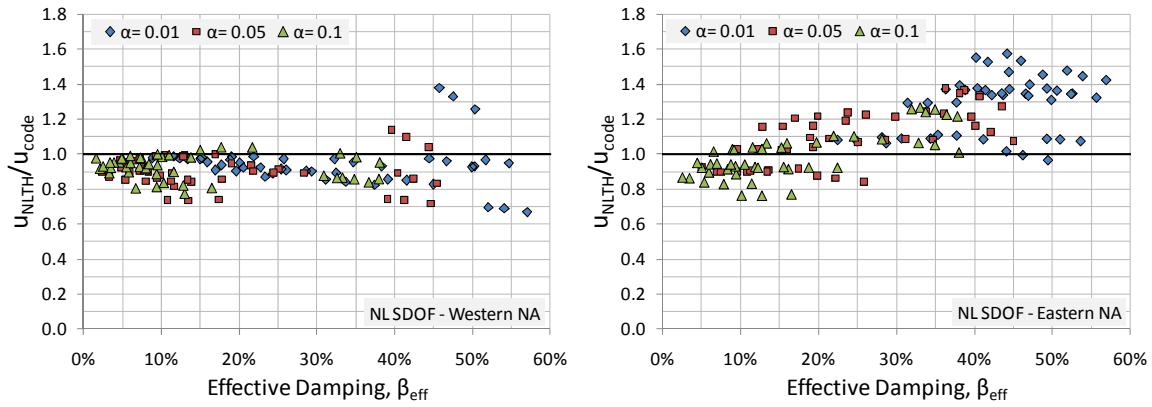 u_NLTH/u_code
1.8
1.6
1.4
1.2
1.0
0.8
0.6
0.4
0.2
0.0
α= 0.01 α= 0.05 α= 0.1
NL SDOF - Western NA
0% 10% 20% 30% 40% 50% 60%
Effective Damping, β_eff
u_NLTH/u_code
1.8
1.6
1.4
1.2
1.0
0.8
0.6
0.4
0.2
0.0
α= 0.01 α= 0.05 α= 0.1
NL SDOF - Eastern NA
0% 10% 20% 30% 40% 50% 60%
Effective Damping, β_eff